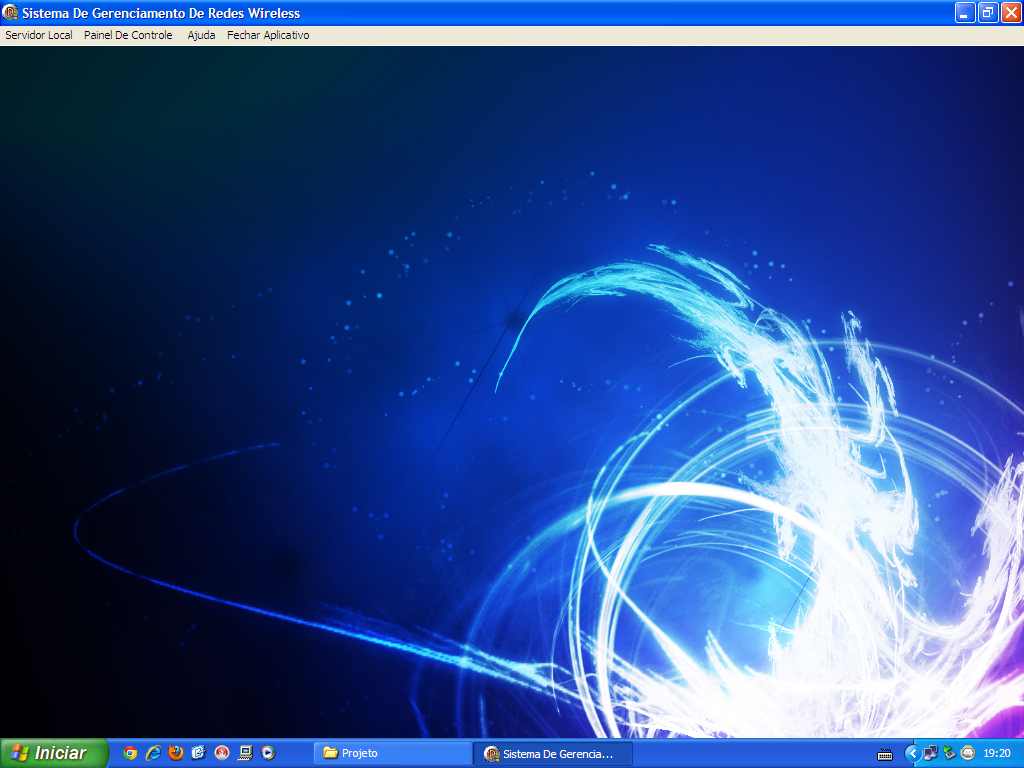 Sistema De Gerenciamento De Redes Wireless
Servidor Local Painel De Controle Ajuda Fechar Aplicativo
Iniciar Projeto Sistema De Gerencia... 19:20